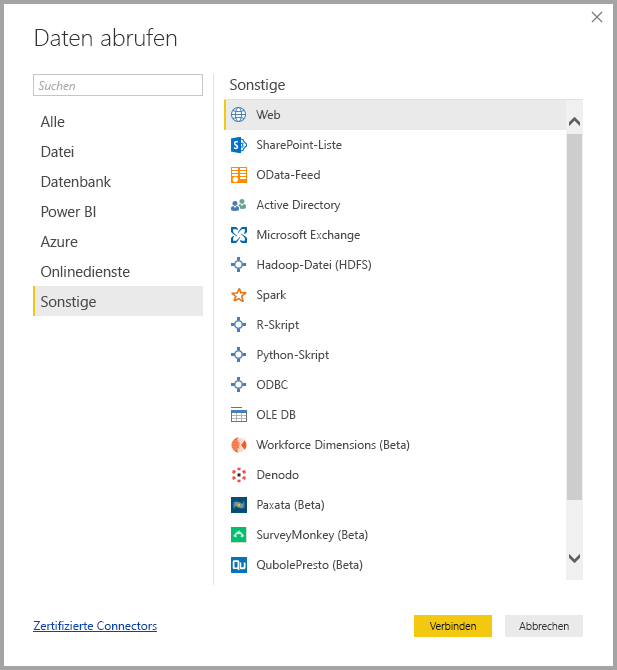 Daten abrufen
Suchen
Alle
Datei
Datenbank
Power BI
Azure
Onlinedienste
Sonstige
Sonstige
Web
SharePoint-Liste
OData-Feed
Active Directory
Microsoft Exchange
Hadoop-Datei (HDFS)
Spark
R-Skript
Python-Skript
ODBC
OLE DB
Workforce Dimensions (Beta)
Denodo
Paxata (Beta)
SurveyMonkey (Beta)
QubolePresto (Beta)
Zertifizierte Connectors
Verbinden
Abbrechen